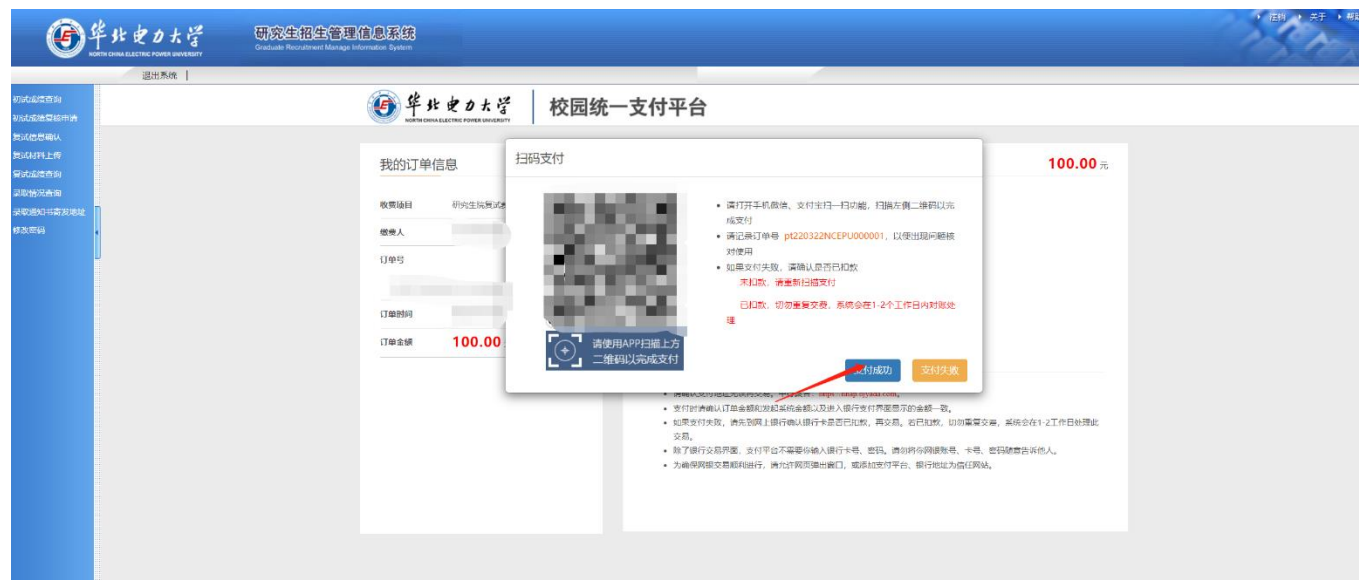 华北电力大学
NORTH CHINA ELECTRIC POWER UNIVERSITY
研究生招生管理信息系统
Graduate Recruitment Manage Information System
关于
退出系统 |
初试成绩查询
初试成绩复核申请
复试信息确认
复试材料上传
复试成绩查询
录取情况查询
录取通知书寄发地址
修改密码
华北电力大学
NORTH CHINA ELECTRIC POWER UNIVERSITY
校园统一支付平台
我的订单信息
100.00 元
收费项目 研究生院复试
缴费人
订单号
订单时间
订单金额 100.00
扫码支付
请使用APP扫描上方
二维码以完成支付
• 请打开手机微信、支付宝扫一扫功能，扫描左侧二维码以完
成支付
• 请记录订单号 pt220322NCEPU000001，以便出现问题核
对使用
• 如果支付失败，请确认是否已扣款
未扣款，请重新扫描支付
已扣款，切勿重复交费，系统会在1-2个工作日内对账处
理
支付成功 支付失败
• 支付时请确认订单金额和发起系统金额以及进入银行支付界面显示的金额一致。
• 如果支付失败，请先到网上银行确认银行卡是否已扣款，再交易。若已扣款，切勿重复交费，系统会在1-2工作日处理此
交易。
• 除了银行交易界面，支付平台不需要你输入银行卡号、密码。请勿将你网银账号、卡号、密码随意告诉他人。
• 为确保网银交易顺利进行，请允许网页弹出窗口，或添加支付平台、银行地址为信任网站。